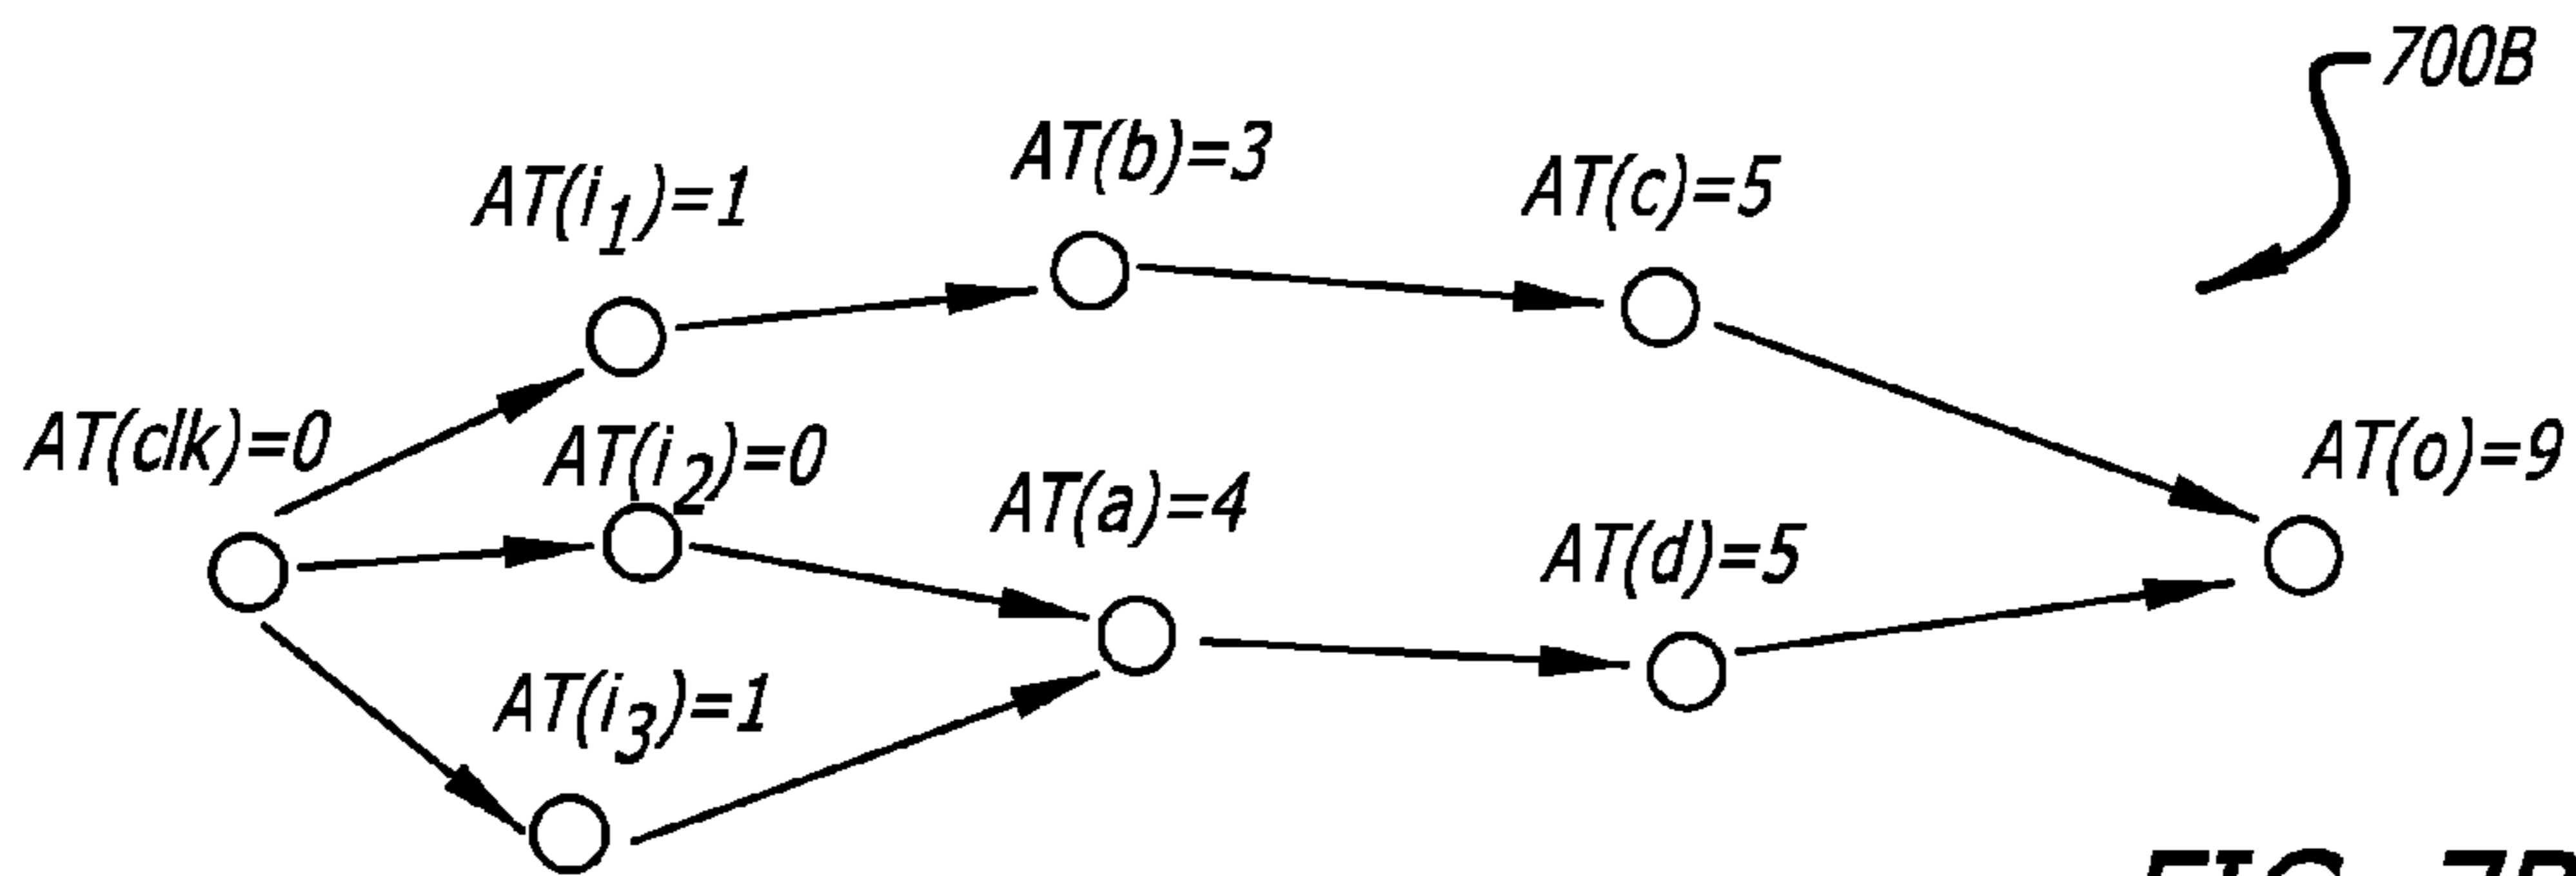 700B
AT(b)=3
AT(c)=5
AT(i1)=1
AT(clk)=0
AT(i2)=0
AT(o)=9
AT(a)=4
AT(d)=5
AT(i3)=1